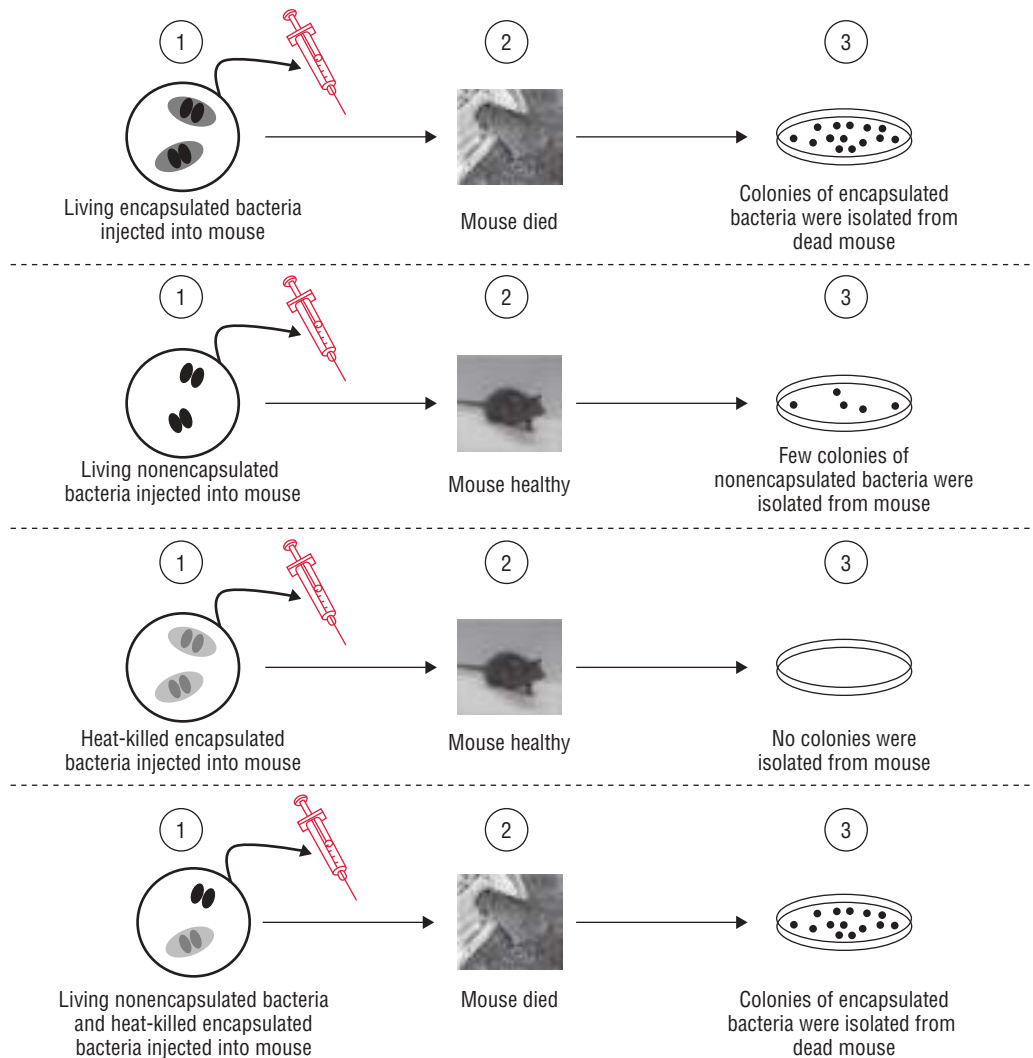 1
2
3
Living encapsulated bacteria
injected into mouse
Mouse died
Colonies of encapsulated
bacteria were isolated from
dead mouse
1
2
3
Living nonencapsulated
bacteria injected into mouse
Mouse healthy
Few colonies of
nonencapsulated bacteria were
isolated from mouse
1
2
3
Heat-killed encapsulated
bacteria injected into mouse
Mouse healthy
No colonies were
isolated from mouse
1
2
3
Living nonencapsulated bacteria
and heat-killed encapsulated
bacteria injected into mouse
Mouse died
Colonies of encapsulated
bacteria were isolated from
dead mouse